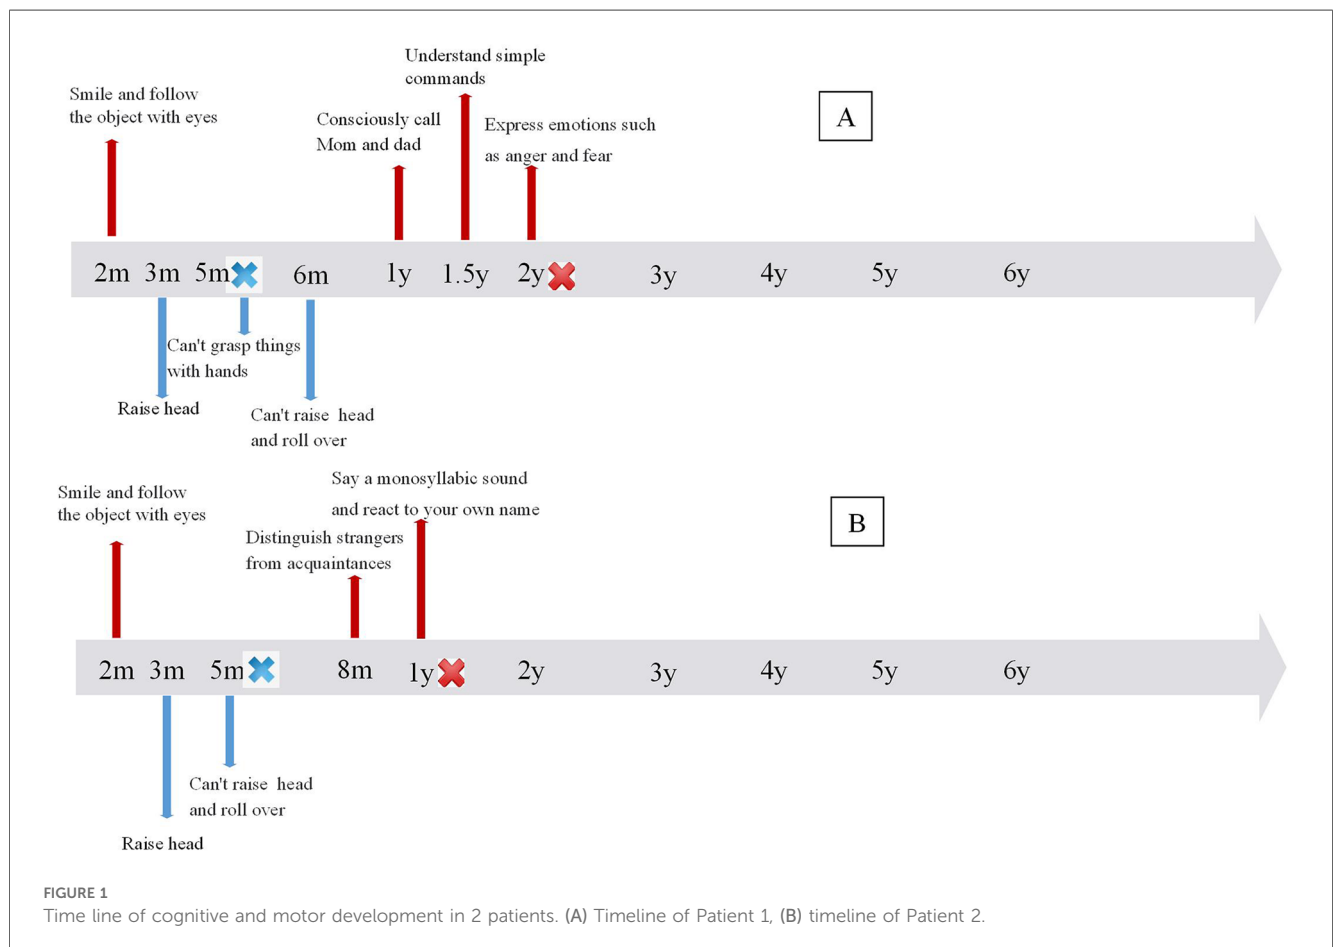 Understand simple
commands
Smile and follow
the object with eyes
Consciously call
Mom and dad
Express emotions such
as anger and fear
A
2m 3m 5m 6m 1y 1.5y 2y 3y 4y 5y 6y
Can't grasp things
with hands
Raise head
Can't raise head
and roll over
Say a monosyllabic sound
and react to your own name
Smile and follow
the object with eyes
Distinguish strangers
from acquaintances
B
2m 3m 5m 8m 1y 2y 3y 4y 5y 6y
Can't raise head
and roll over
Raise head
FIGURE 1
Time line of cognitive and motor development in 2 patients. (A) Timeline of Patient 1, (B) timeline of Patient 2.